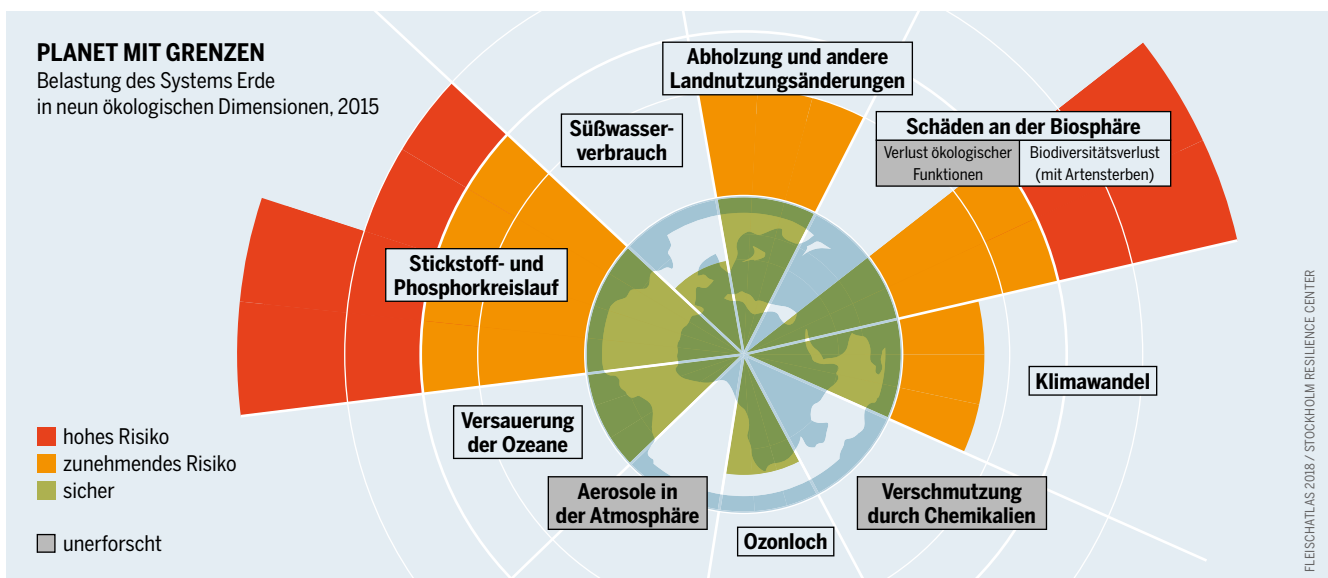 PLANET MIT GRENZEN
Belastung des Systems Erde
in neun ökologischen Dimensionen, 2015
Abholzung und andere
Landnutzungsänderungen
Süßwasser-
verbrauch
Schäden an der Biosphäre
Verlust ökologischer
Funktionen
Biodiversitätsverlust
(mit Artensterben)
Stickstoff- und
Phosphorkreislauf
Klimawandel
Versauerung
der Ozeane
Aerosole in
der Atmosphäre
Verschmutzung
durch Chemikalien
Ozonloch
hohes Risiko
zunehmendes Risiko
sicher
unerforscht
FLEISCHATLAS 2018 / STOCKHOLM RESILIENCE CENTER